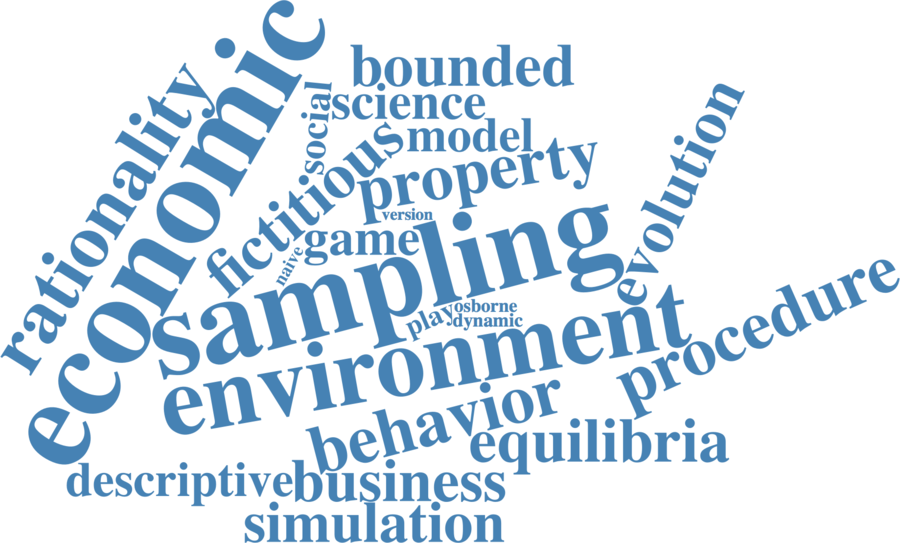 economic
bounded
rationality
science
social
model
evolution
fictitious
property
version
game
naive
sampling
play
osborne
dynamic
environment
procedure
behavior
equilibria
descriptive
business
simulation